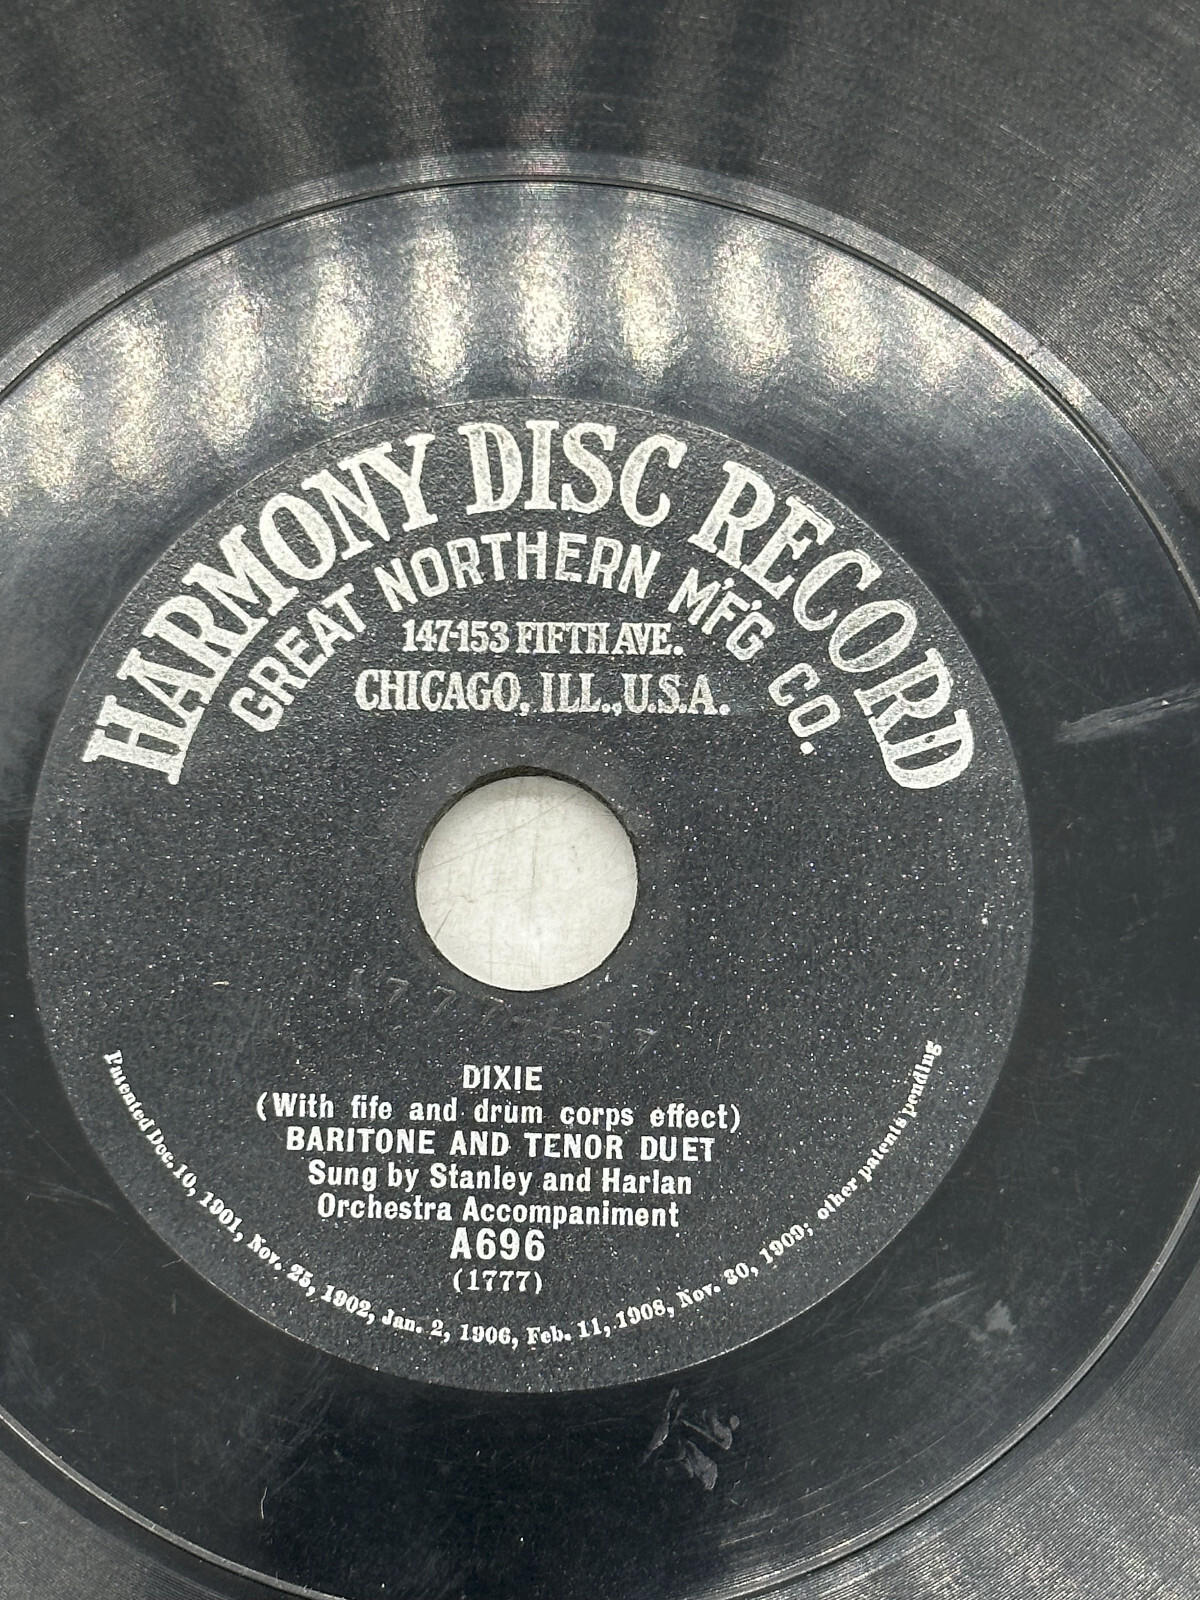 HARMONY DISC RECORD
GREAT NORTHERN M'F'G CO.
147-153 FIFTH AVE.
CHICAGO, ILL., U.S.A.
DIXIE
(With fife and drum corps effect)
BARITONE AND TENOR DUET
Sung by Stanley and Harlan
Orchestra Accompaniment
A696
(1777)
Patented Dec. 10, 1901, Nov. 25, 1902, Jan. 2, 1906, Feb. 11, 1908, Nov. 30, 1909; other patents pending